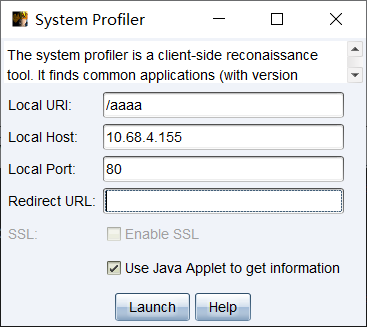 System Profiler
The system profiler is a client-side reconaissance
tool. It finds common applications (with version
Local URI: /aaaa
Local Host: 10.68.4.155
Local Port: 80
Redirect URL:
SSL: Enable SSL
Use Java Applet to get information
Launch Help